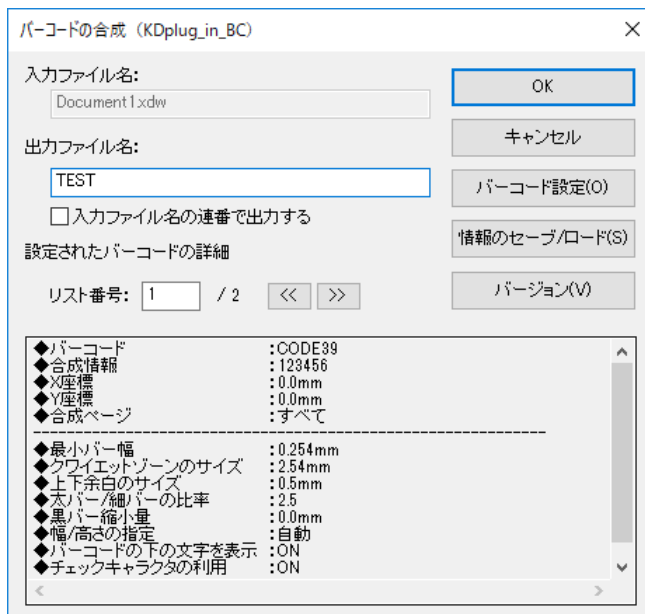 バーコードの合成（KDplug_in_BC）
入力ファイル名:
Document1.xdw
OK
出力ファイル名:
キャンセル
TEST
バーコード設定(O)
入力ファイル名の連番で出力する
設定されたバーコードの詳細
情報のセーブ/ロード(S)
リスト番号: 1 / 2 << >>
バージョン(V)
◆バーコード :CODE39
◆合成情報 :123456
◆X座標 :0.0mm
◆Y座標 :0.0mm
◆合成ページ :すべて
------------------------------------------------------------
◆最小バー幅 :0.254mm
◆クワイエットゾーンのサイズ :2.54mm
◆上下余白のサイズ :0.5mm
◆太バー/細バーの比率 :2.5
◆黒バー縮小量 :0.0mm
◆幅/高さの指定 :自動
◆バーコードの下の文字を表示 :ON
◆チェックキャラクタの利用 :ON